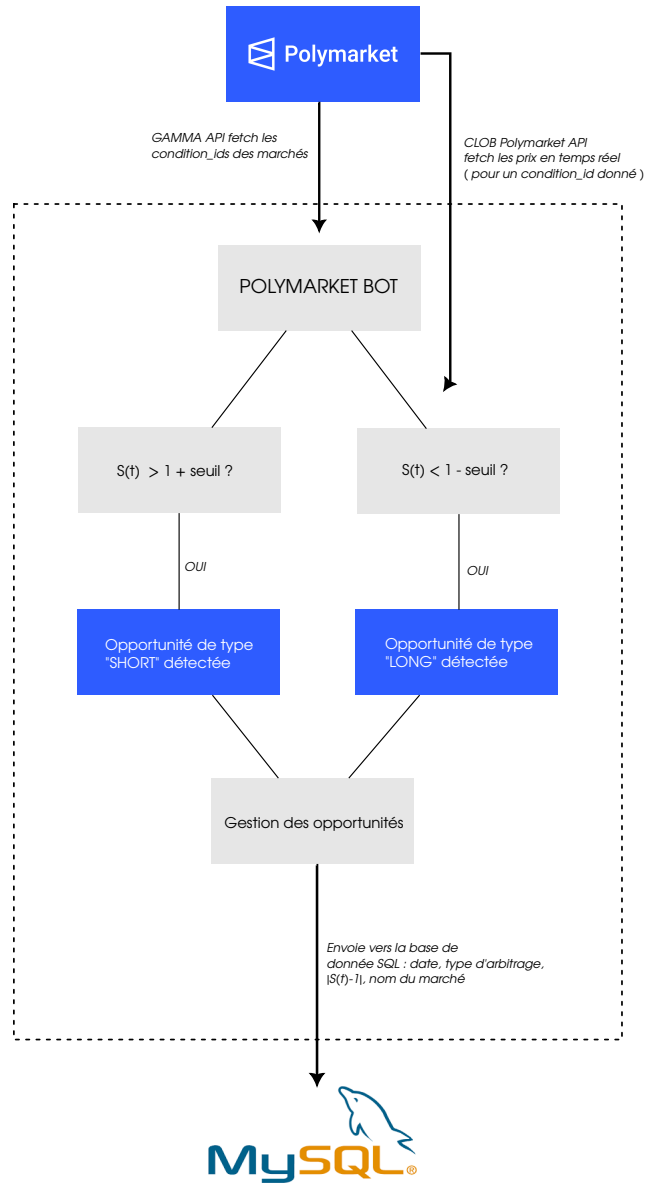 Polymarket
GAMMA API fetch les
condition_ids des marchés
CLOB Polymarket API
fetch les prix en temps réel
( pour un condition_id donné )
POLYMARKET BOT
S(t) > 1 + seuil ?
S(t) < 1 - seuil ?
OUI
OUI
Opportunité de type
"SHORT" détectée
Opportunité de type
"LONG" détectée
Gestion des opportunités
Envoie vers la base de
donnée SQL : date, type d'arbitrage,
|S(t)-1|, nom du marché
MySQL®